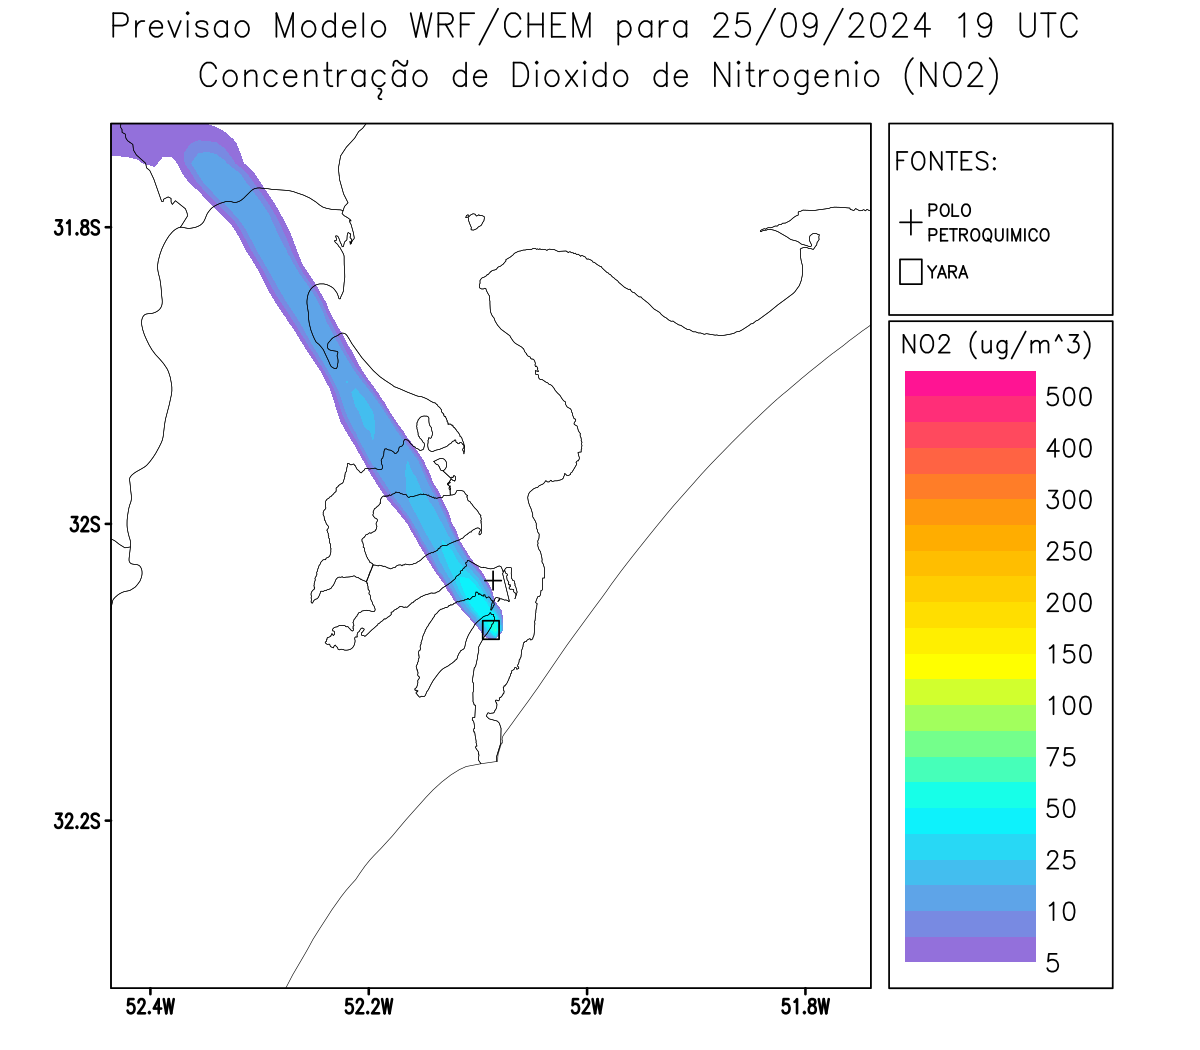 Previsao Modelo WRF/CHEM para 25/09/2024 19 UTC
Concentração de Dioxido de Nitrogenio (NO2)
FONTES:
POLO
PETROQUIMICO
YARA
31.8S
32S
32.2S
52.4W
52.2W
52W
51.8W
NO2 (ug/m^3)
500
400
300
250
200
150
100
75
50
25
10
5